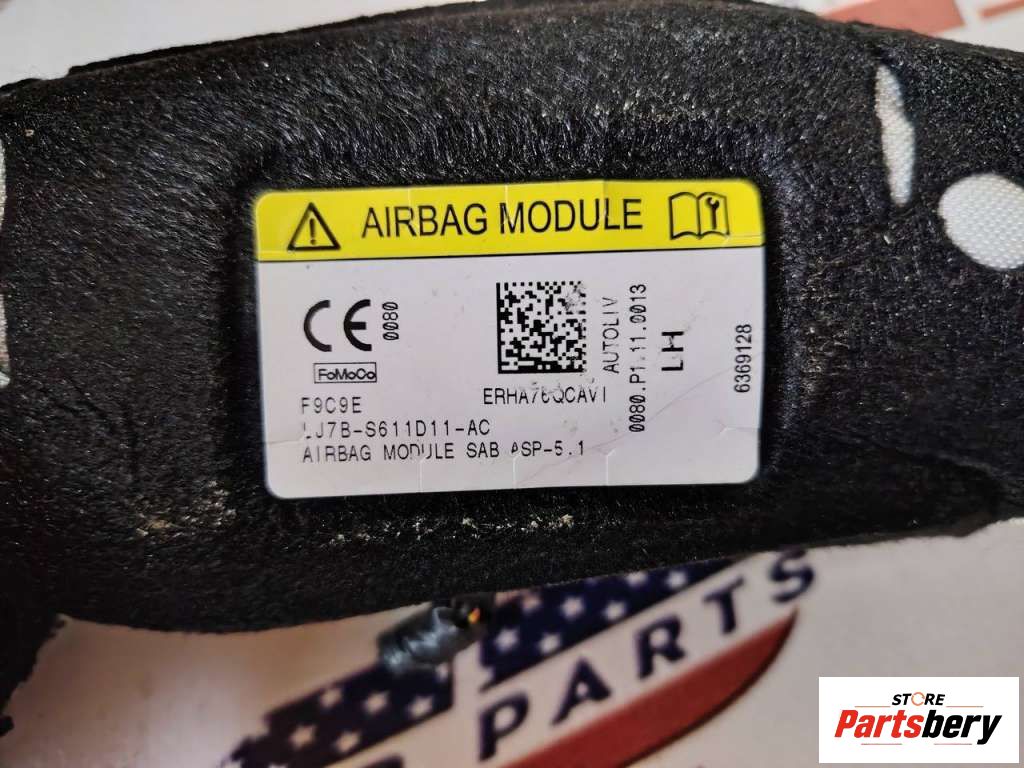 AIRBAG MODULE
CE
0080
FoMoCo
F9C9E
LJ7B-S611D11-AC
AIRBAG MODULE SAB ASP-5.1
AUTOLIV
0080.P1.11.0013
LH
6369128
PARTS
STORE
Partsbery